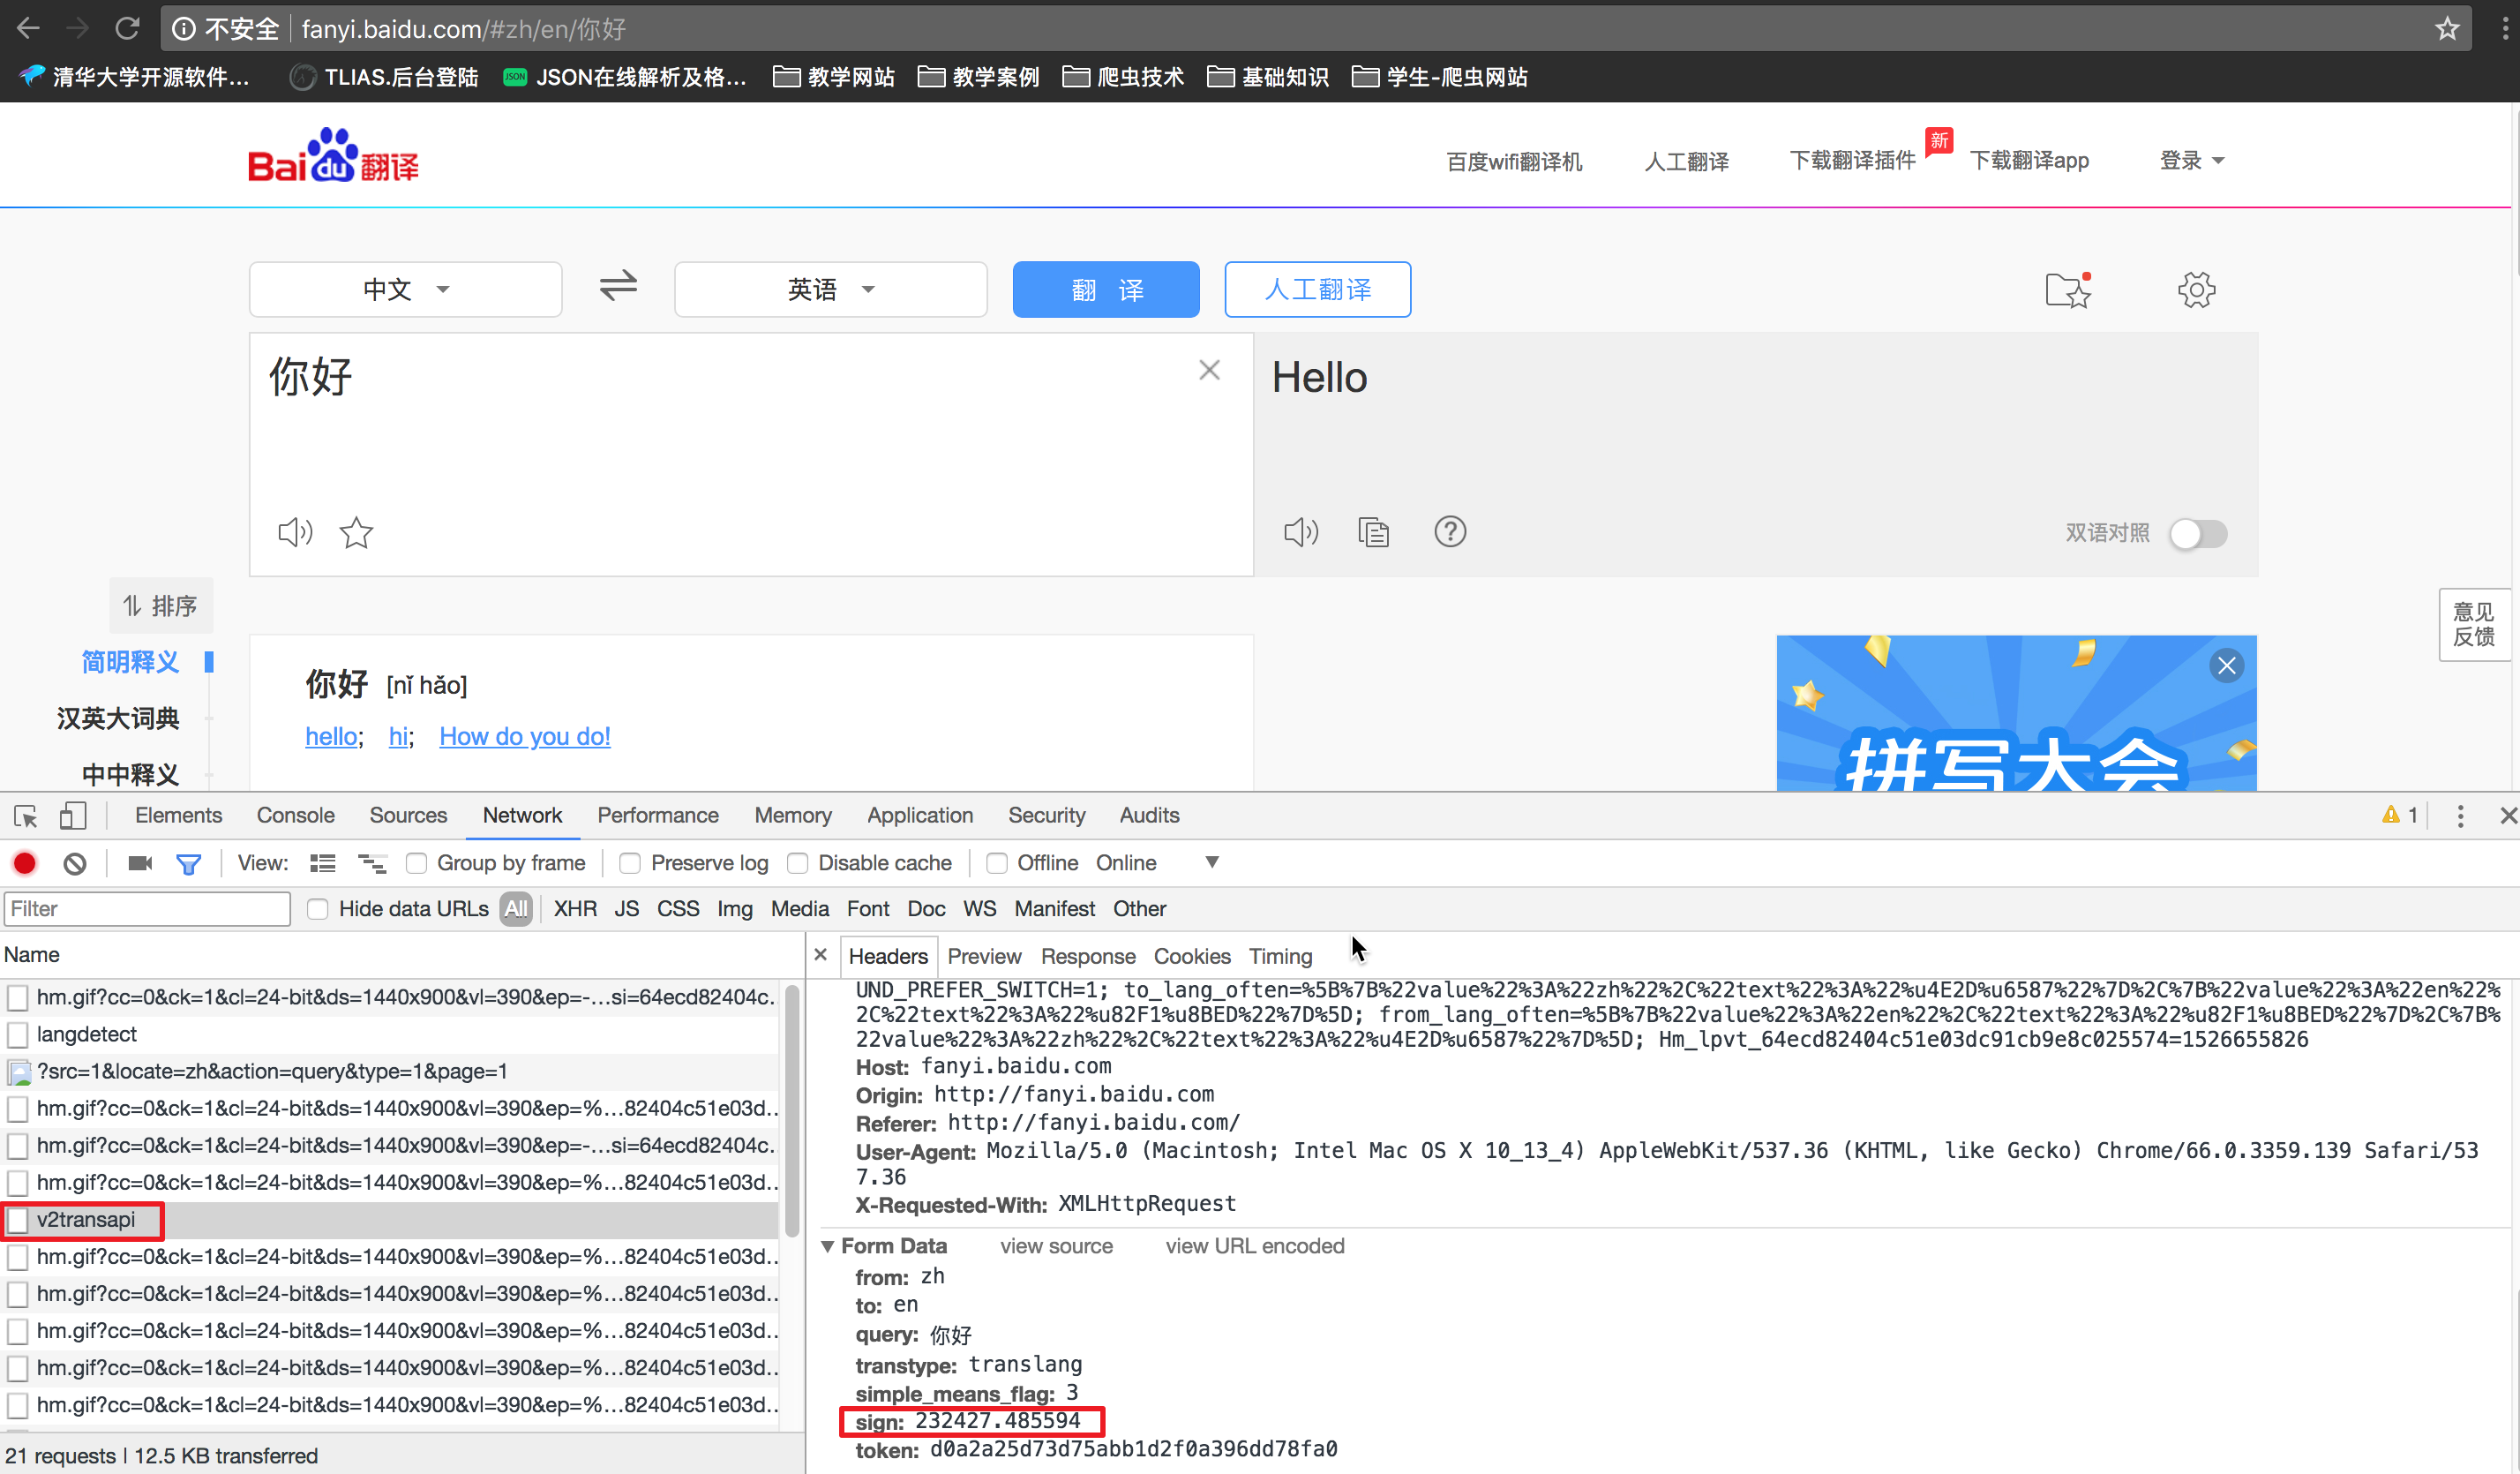 不安全 fanyi.baidu.com/#zh/en/你好
清华大学开源软件... TLIAS.后台登陆 JSON JSON在线解析及格... 教学网站 教学案例 爬虫技术 基础知识 学生-爬虫网站
Baidu翻译 百度wifi翻译机 人工翻译 下载翻译插件 新 下载翻译app 登录
中文 英语 翻 译 人工翻译
你好 Hello
双语对照
排序
意见
反馈
简明释义
你好 [nǐ hǎo]
汉英大词典
hello; hi; How do you do!
中中释义
拼写大会
Elements Console Sources Network Performance Memory Application Security Audits 1
View: Group by frame Preserve log Disable cache Offline Online
Filter Hide data URLs All XHR JS CSS Img Media Font Doc WS Manifest Other
Name
hm.gif?cc=0&ck=1&cl=24-bit&ds=1440x900&vl=390&ep=-...si=64ecd82404c.
langdetect
?src=1&locate=zh&action=query&type=1&page=1
hm.gif?cc=0&ck=1&cl=24-bit&ds=1440x900&vl=390&ep=%...82404c51e03d..
hm.gif?cc=0&ck=1&cl=24-bit&ds=1440x900&vl=390&ep=-...si=64ecd82404c.
hm.gif?cc=0&ck=1&cl=24-bit&ds=1440x900&vl=390&ep=%...82404c51e03d..
v2transapi
hm.gif?cc=0&ck=1&cl=24-bit&ds=1440x900&vl=390&ep=%...82404c51e03d..
hm.gif?cc=0&ck=1&cl=24-bit&ds=1440x900&vl=390&ep=%...82404c51e03d..
hm.gif?cc=0&ck=1&cl=24-bit&ds=1440x900&vl=390&ep=%...82404c51e03d..
hm.gif?cc=0&ck=1&cl=24-bit&ds=1440x900&vl=390&ep=%...82404c51e03d..
hm.gif?cc=0&ck=1&cl=24-bit&ds=1440x900&vl=390&ep=%...82404c51e03d..
21 requests | 12.5 KB transferred
Headers Preview Response Cookies Timing
UND_PREFER_SWITCH=1; to_lang_often=%5B%7B%22value%22%3A%22zh%22%2C%22text%22%3A%22%u4E2D%u6587%22%7D%2C%7B%22value%22%3A%22en%22%
2C%22text%22%3A%22%u82F1%u8BED%22%7D%5D; from_lang_often=%5B%7B%22value%22%3A%22en%22%2C%22text%22%3A%22%u82F1%u8BED%22%7D%2C%7B%
22value%22%3A%22zh%22%2C%22text%22%3A%22%u4E2D%u6587%22%7D%5D; Hm_lpvt_64ecd82404c51e03dc91cb9e8c025574=1526655826
Host: fanyi.baidu.com
Origin: http://fanyi.baidu.com
Referer: http://fanyi.baidu.com/
User-Agent: Mozilla/5.0 (Macintosh; Intel Mac OS X 10_13_4) AppleWebKit/537.36 (KHTML, like Gecko) Chrome/66.0.3359.139 Safari/53
7.36
X-Requested-With: XMLHttpRequest
Form Data view source view URL encoded
from: zh
to: en
query: 你好
transtype: translang
simple_means_flag: 3
sign: 232427.485594
token: d0a2a25d73d75abb1d2f0a396dd78fa0